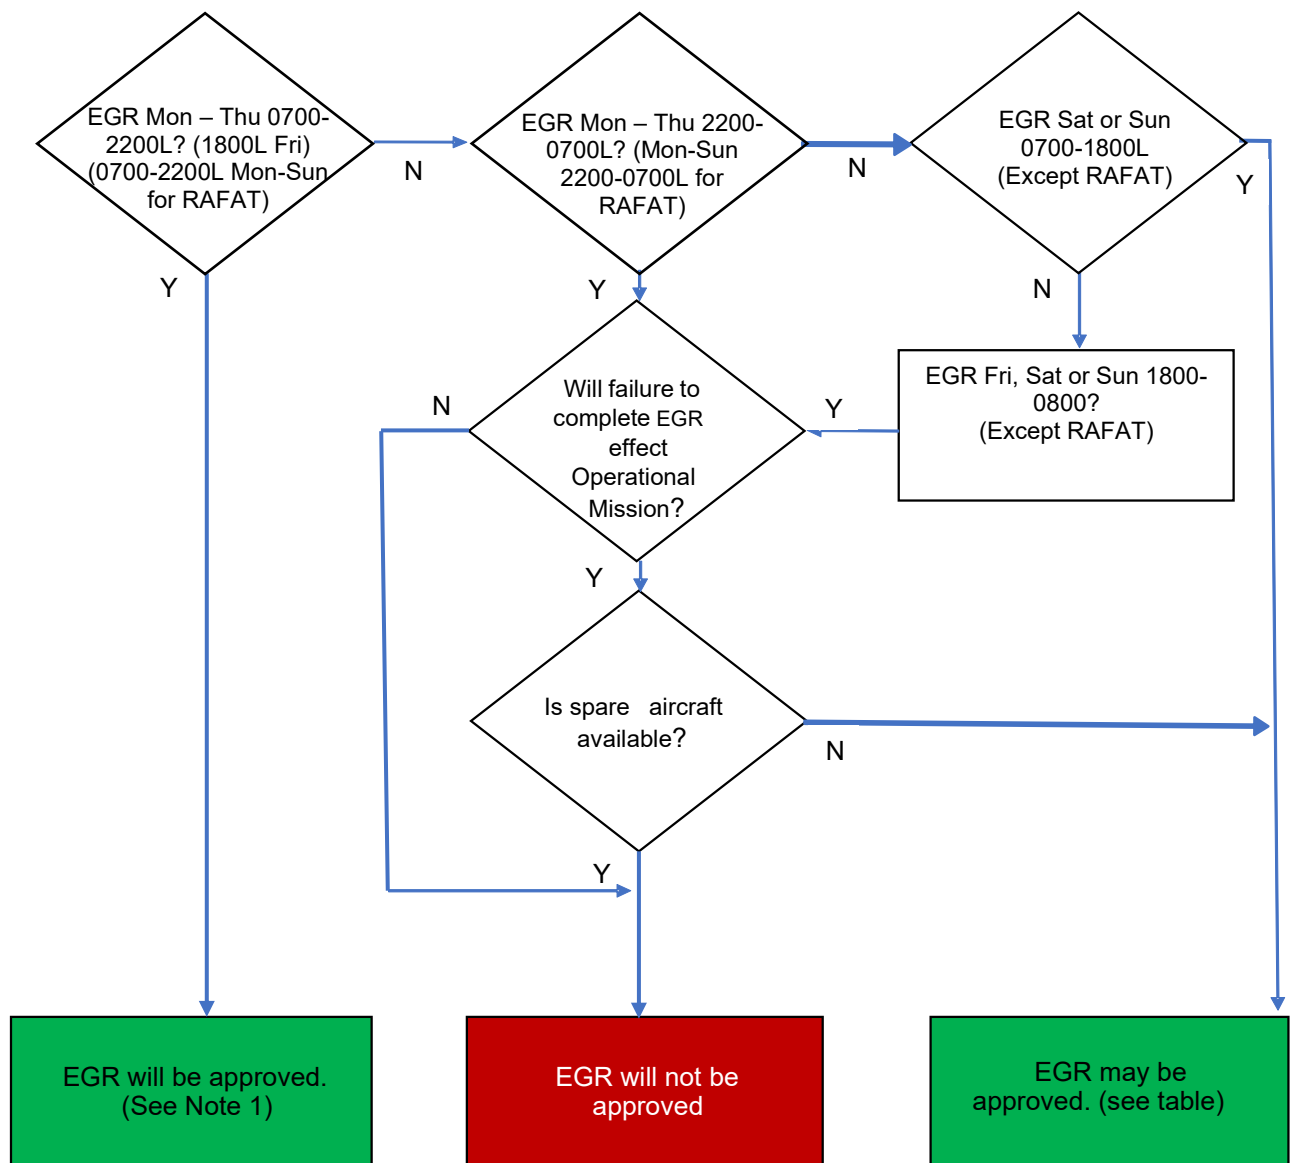 EGR Mon – Thu 0700-
2200L? (1800L Fri)
(0700-2200L Mon-Sun
for RAFAT)
N
EGR Mon – Thu 2200-
0700L? (Mon-Sun
2200-0700L for
RAFAT)
N
EGR Sat or Sun
0700-1800L
(Except RAFAT)
Y
Y
Y
N
Will failure to
complete EGR
effect
Operational
Mission?
N
Y
EGR Fri, Sat or Sun 1800-
0800?
(Except RAFAT)
Y
Is spare aircraft
available?
N
Y
EGR will be approved.
(See Note 1)
EGR will not be
approved
EGR may be
approved. (see table)